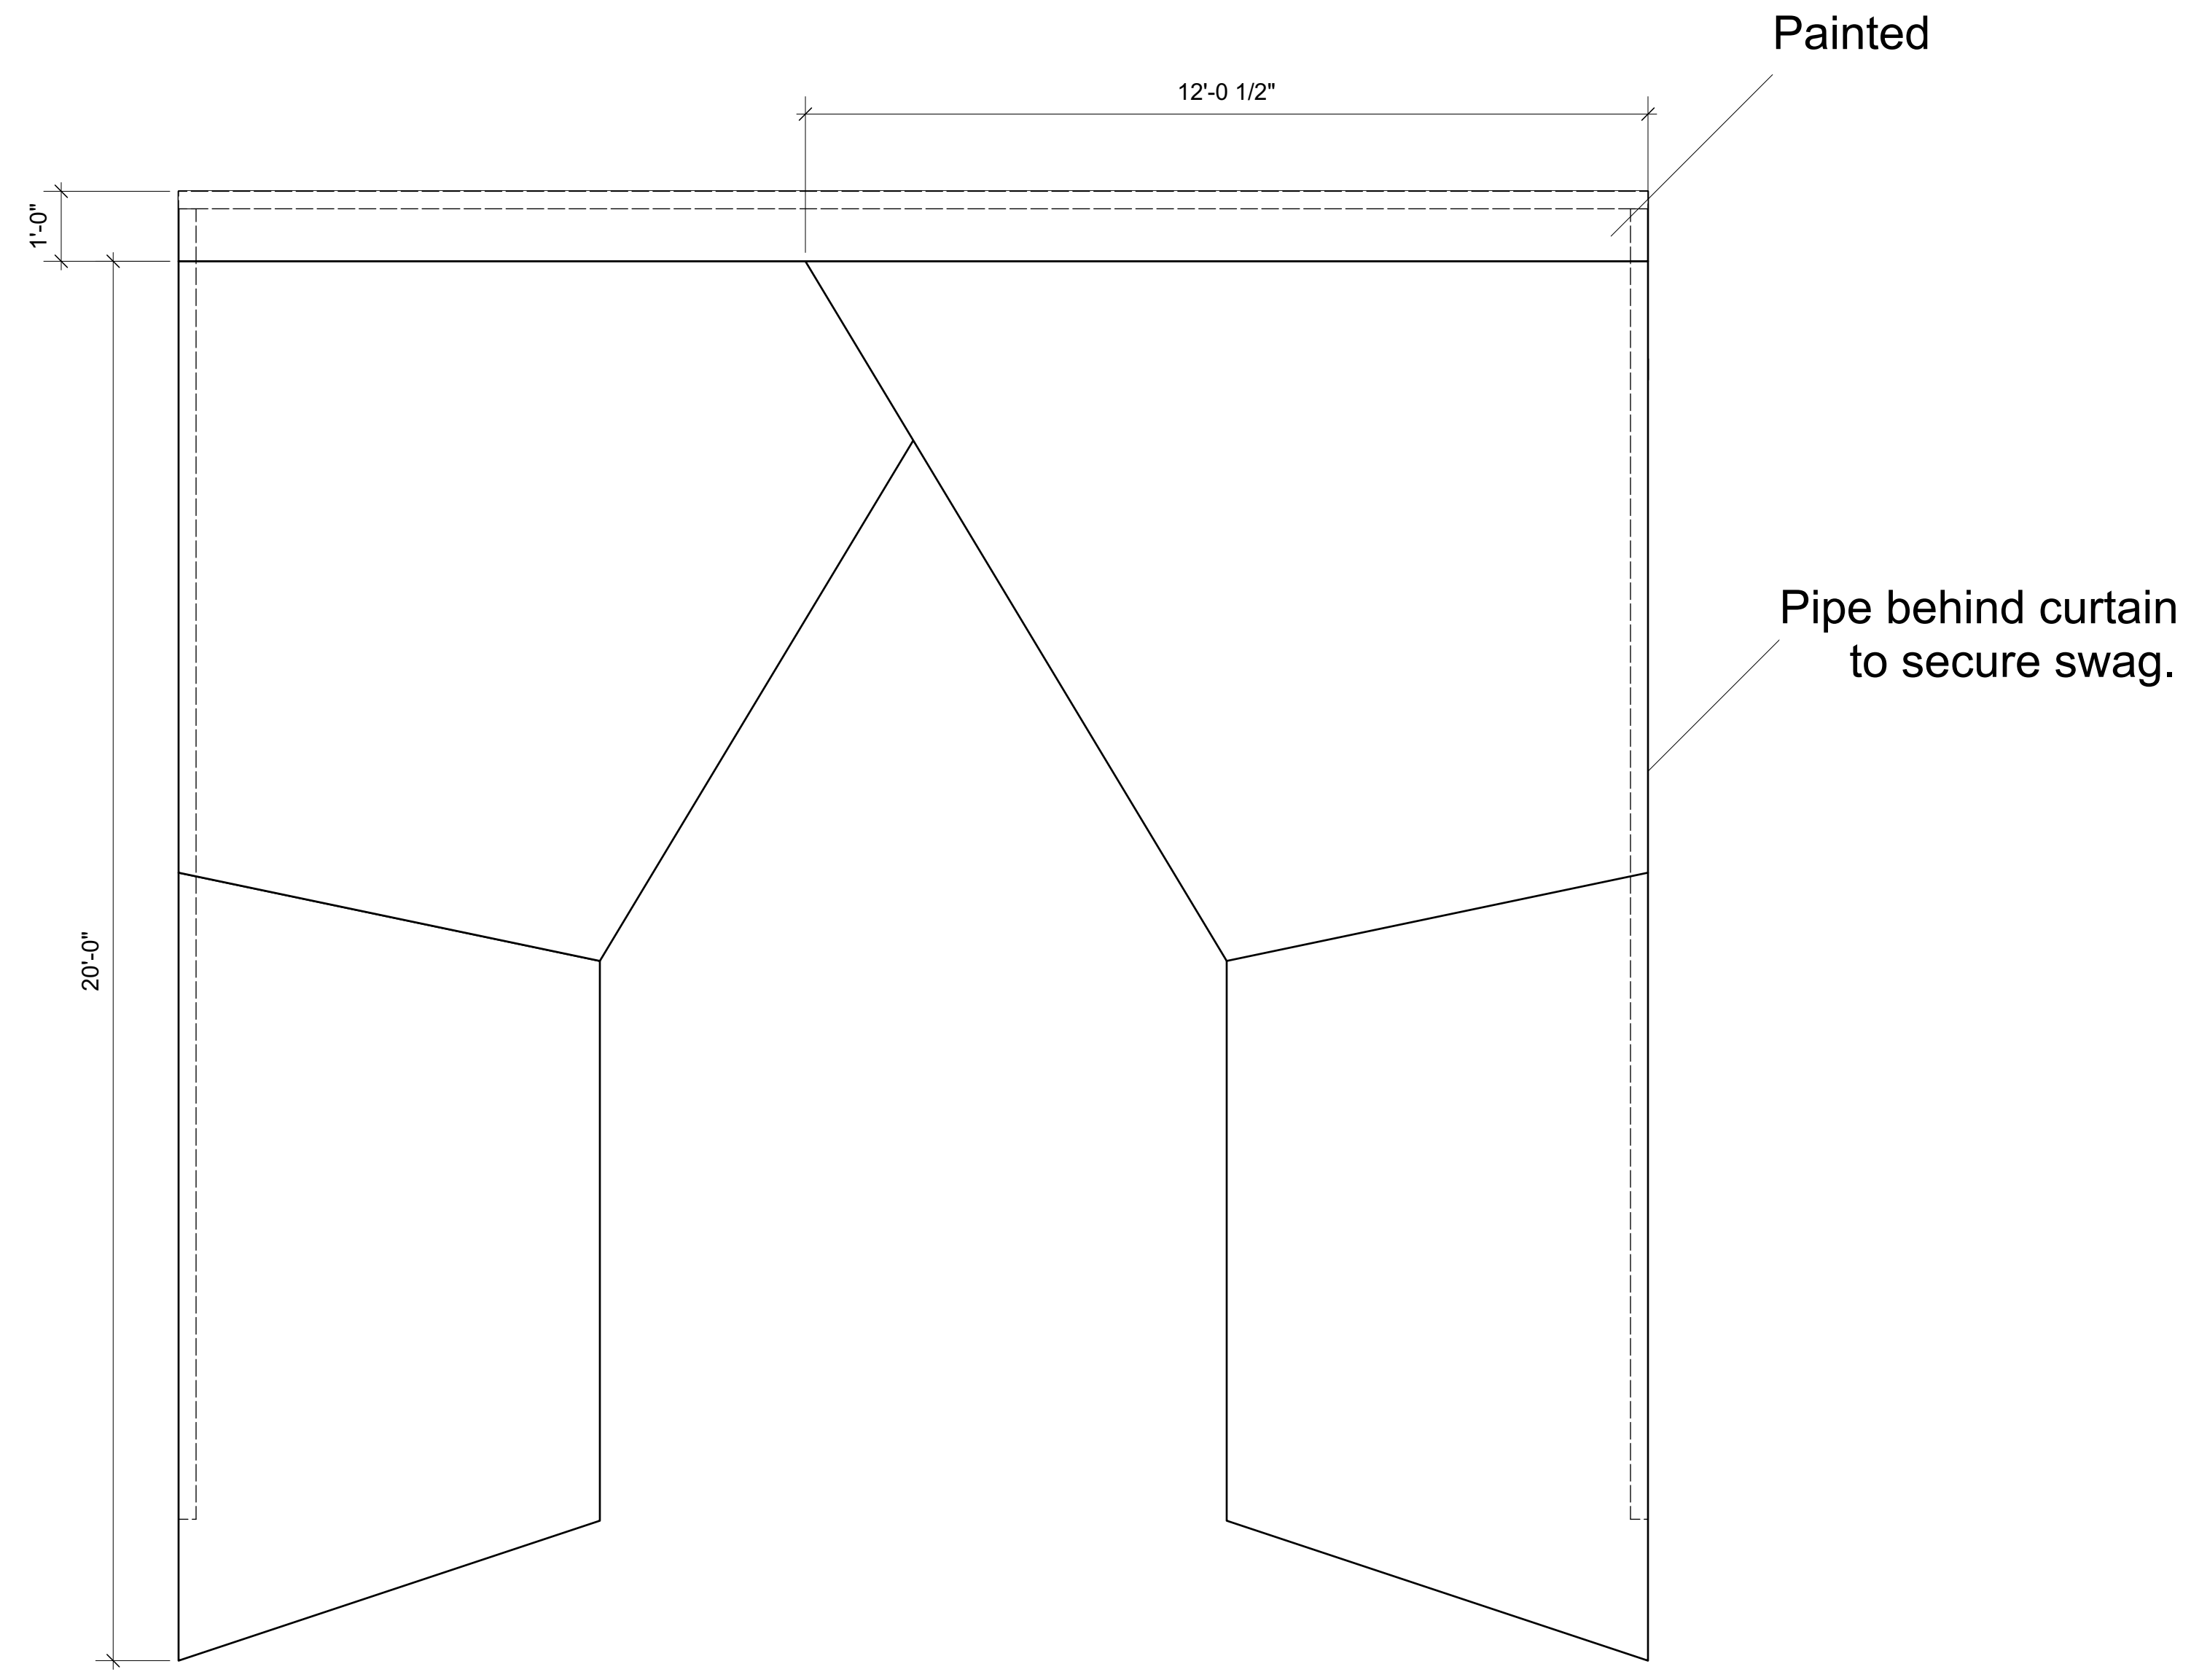 Painted
12'-0 1/2"
1'-0"
Pipe behind curtain
to secure swag.
20'-0"